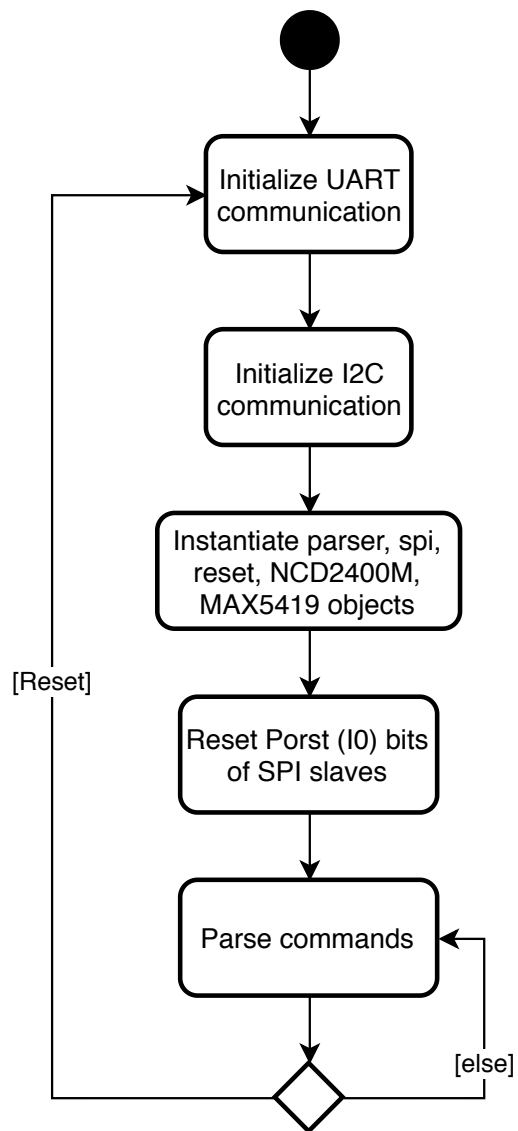 Initialize UART
communication
Initialize I2C
communication
Instantiate parser, spi,
reset, NCD2400M,
MAX5419 objects
[Reset]
Reset Porst (I0) bits
of SPI slaves
Parse commands
[else]